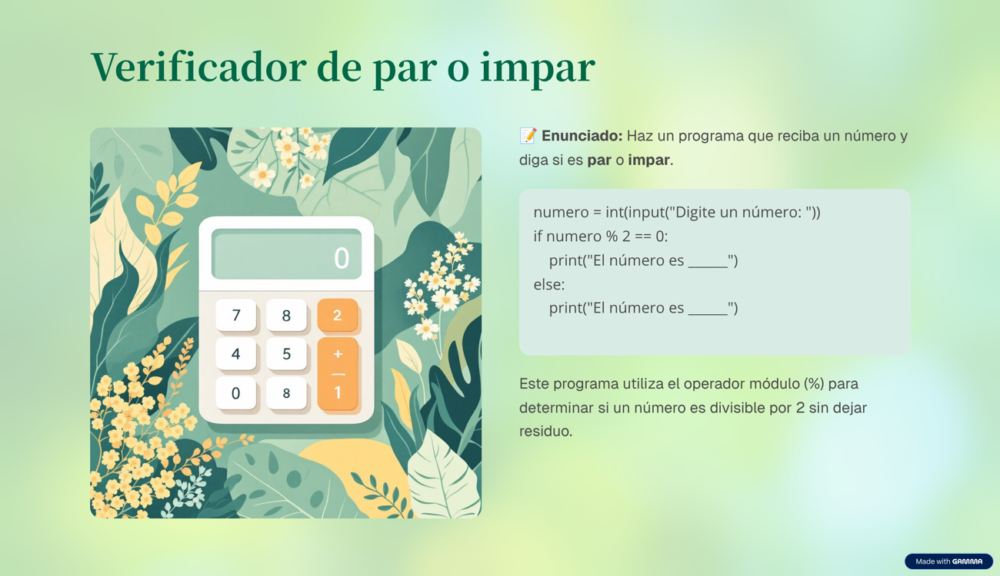 Verificador de par o impar
0
7 8 2
4 5 +
—
0 8 1
📝 Enunciado: Haz un programa que reciba un número y
diga si es par o impar.
numero = int(input("Digite un número: "))
if numero % 2 == 0:
    print("El número es ______")
else:
    print("El número es ______")
Este programa utiliza el operador módulo (%) para
determinar si un número es divisible por 2 sin dejar
residuo.
Made with GAMMA